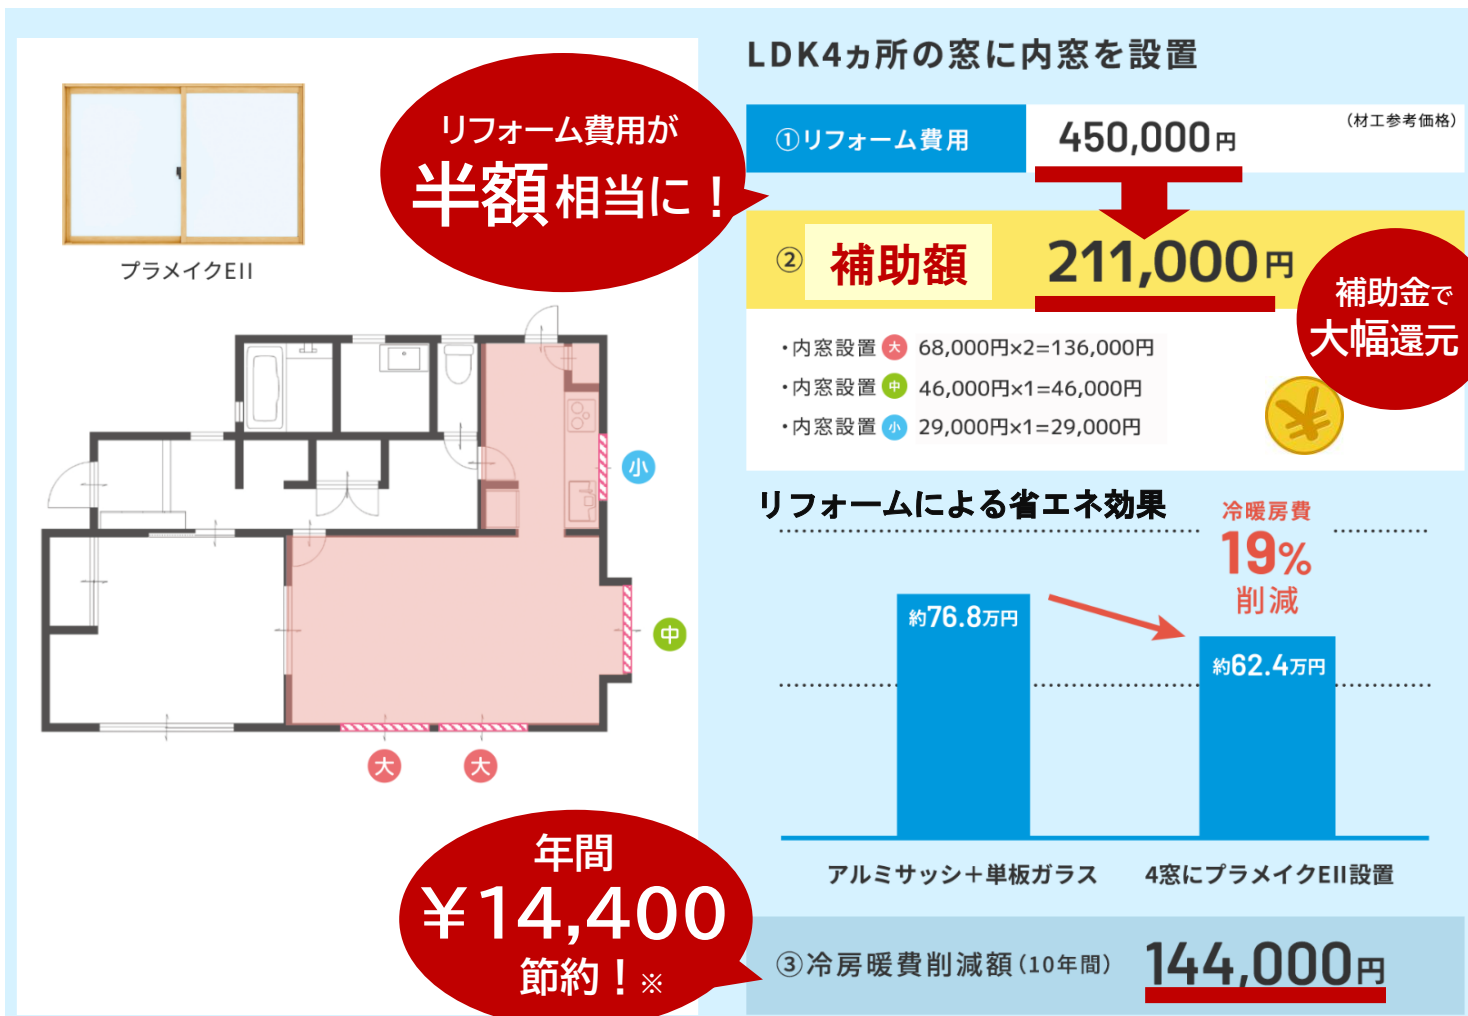 プラメイクEII
リフォーム費用が
半額相当に！
小
中
大
大
年間
￥14,400
節約！※
LDK4ヵ所の窓に内窓を設置
①リフォーム費用
450,000円
（材工参考価格）
②
補助額
211,000円
補助金で
大幅還元
・内窓設置 大 68,000円×2=136,000円
・内窓設置 中 46,000円×1=46,000円
・内窓設置 小 29,000円×1=29,000円
¥
リフォームによる省エネ効果
冷暖房費
19%
削減
約76.8万円
約62.4万円
アルミサッシ＋単板ガラス
4窓にプラメイクEII設置
③冷房暖費削減額（10年間）
144,000円